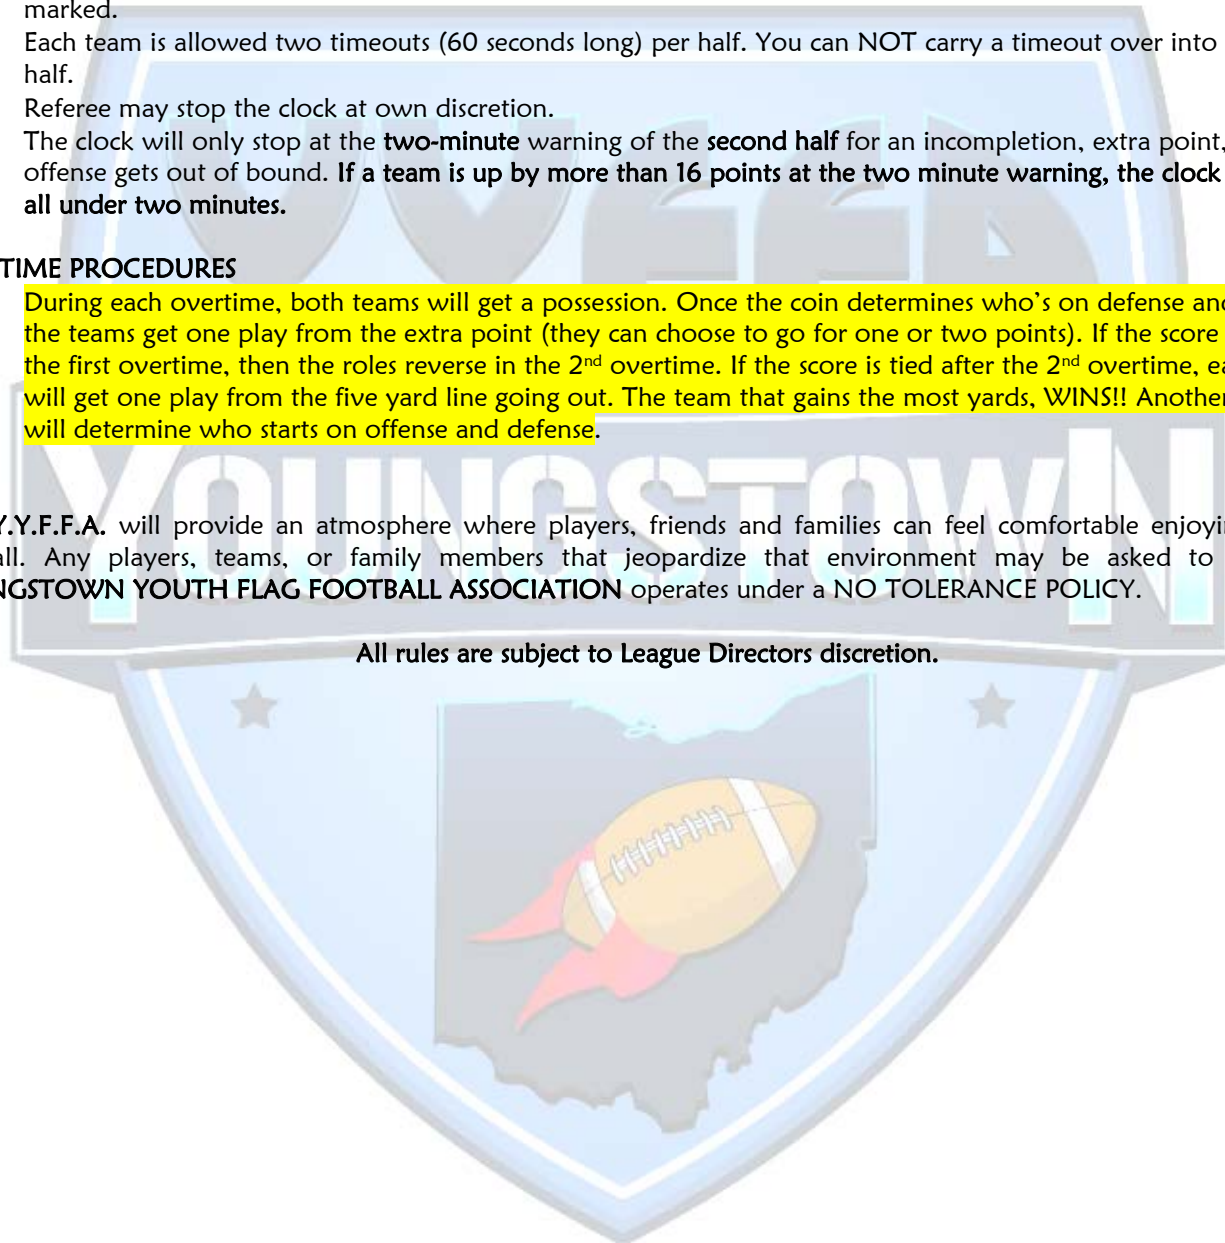 marked.
Each team is allowed two timeouts (60 seconds long) per half. You can NOT carry a timeout over into
half.
Referee may stop the clock at own discretion.
The clock will only stop at the two-minute warning of the second half for an incompletion, extra point,
offense gets out of bound. If a team is up by more than 16 points at the two minute warning, the clock
all under two minutes.
TIME PROCEDURES
During each overtime, both teams will get a possession. Once the coin determines who's on defense and
the teams get one play from the extra point (they can choose to go for one or two points). If the score
the first overtime, then the roles reverse in the 2nd overtime. If the score is tied after the 2nd overtime, ea
will get one play from the five yard line going out. The team that gains the most yards, WINS!! Another
will determine who starts on offense and defense.
YOUNGSTOWN
Y.Y.F.F.A. will provide an atmosphere where players, friends and families can feel comfortable enjoyin
all. Any players, teams, or family members that jeopardize that environment may be asked to
NGSTOWN YOUTH FLAG FOOTBALL ASSOCIATION operates under a NO TOLERANCE POLICY.
All rules are subject to League Directors discretion.